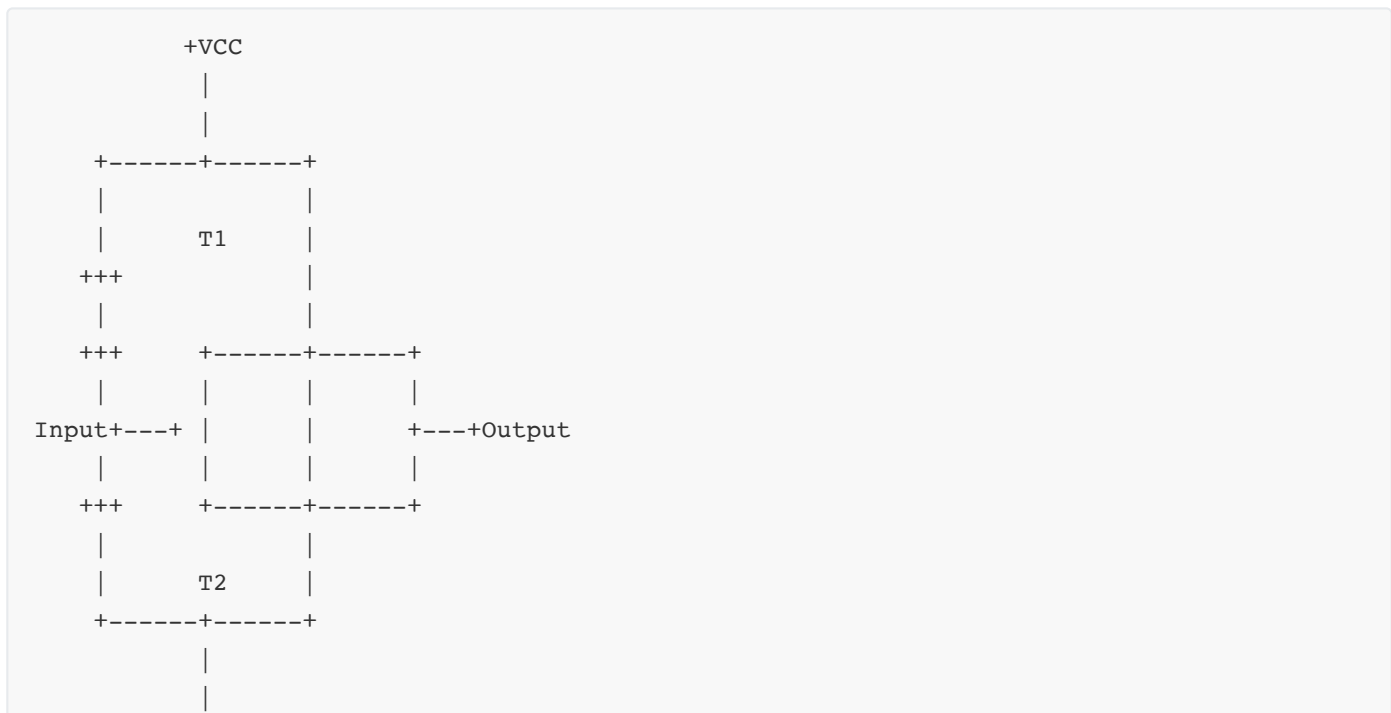 +VCC
|
|
+------+------+
| |
| T1 |
+++ |
| |
+++ +------+------+
| | | |
Input+---+ | | +---+Output
| | | |
+++ +------+------+
| |
| T2 |
+------+------+
|
|